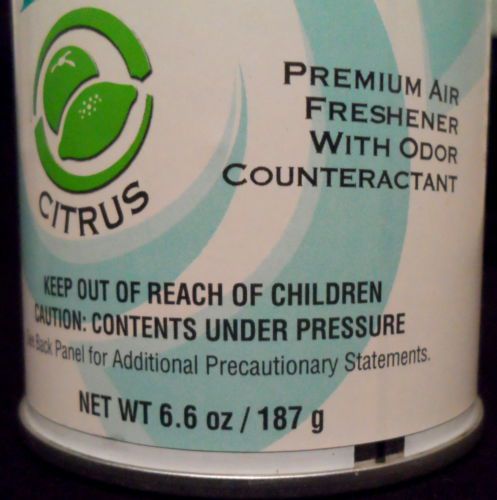 CITRUS
PREMIUM AIR
FRESHENER
WITH ODOR
COUNTERACTANT
KEEP OUT OF REACH OF CHILDREN
CAUTION: CONTENTS UNDER PRESSURE
See Back Panel for Additional Precautionary Statements.
NET WT 6.6 oz / 187 g